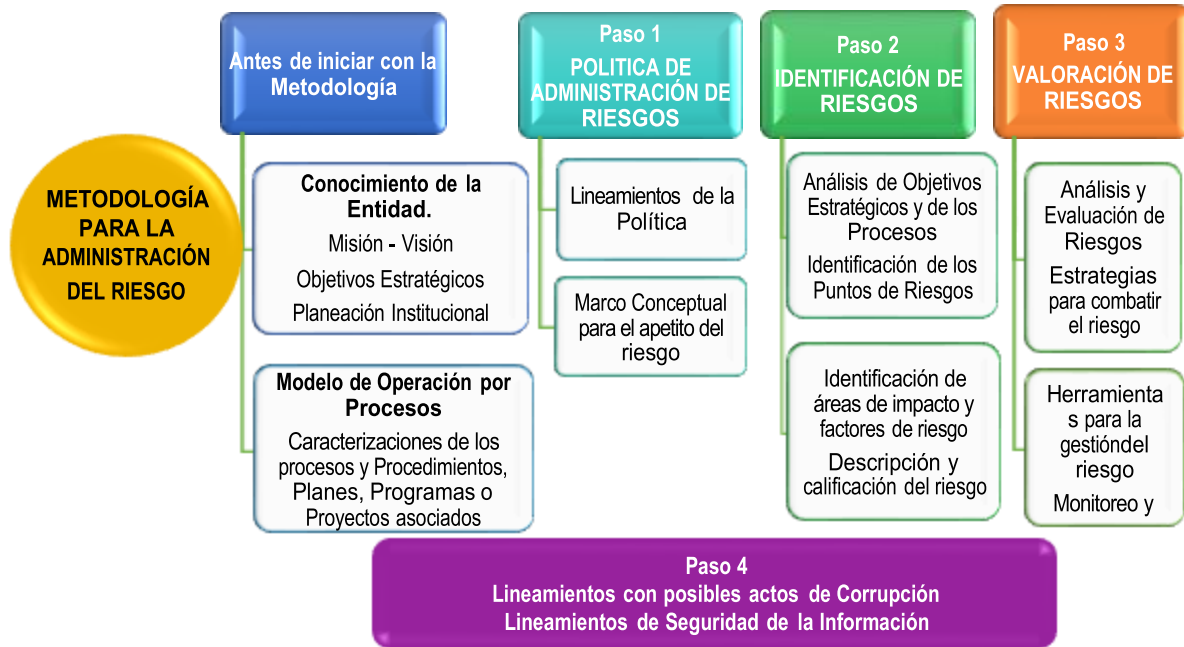 METODOLOGÍA
PARA LA
ADMINISTRACIÓN
DEL RIESGO
Antes de iniciar con la
Metodología
Conocimiento de la
Entidad.
Misión - Visión
Objetivos Estratégicos
Planeación Institucional
Modelo de Operación por
Procesos
Caracterizaciones de los
procesos y Procedimientos,
Planes, Programas o
Proyectos asociados
Paso 1
POLITICA DE
ADMINISTRACIÓN DE
RIESGOS
Lineamientos de la
Política
Marco Conceptual
para el apetito del
riesgo
Paso 2
IDENTIFICACIÓN DE
RIESGOS
Análisis de Objetivos
Estratégicos y de los
Procesos
Identificación de los
Puntos de Riesgos
Identificación de
áreas de impacto y
factores de riesgo
Descripción y
calificación del riesgo
Paso 3
VALORACIÓN DE
RIESGOS
Análisis y
Evaluación de
Riesgos
Estrategias
para combatir
el riesgo
Herramienta
s para la
gestióndel
riesgo
Monitoreo y
Paso 4
Lineamientos con posibles actos de Corrupción
Lineamientos de Seguridad de la Información